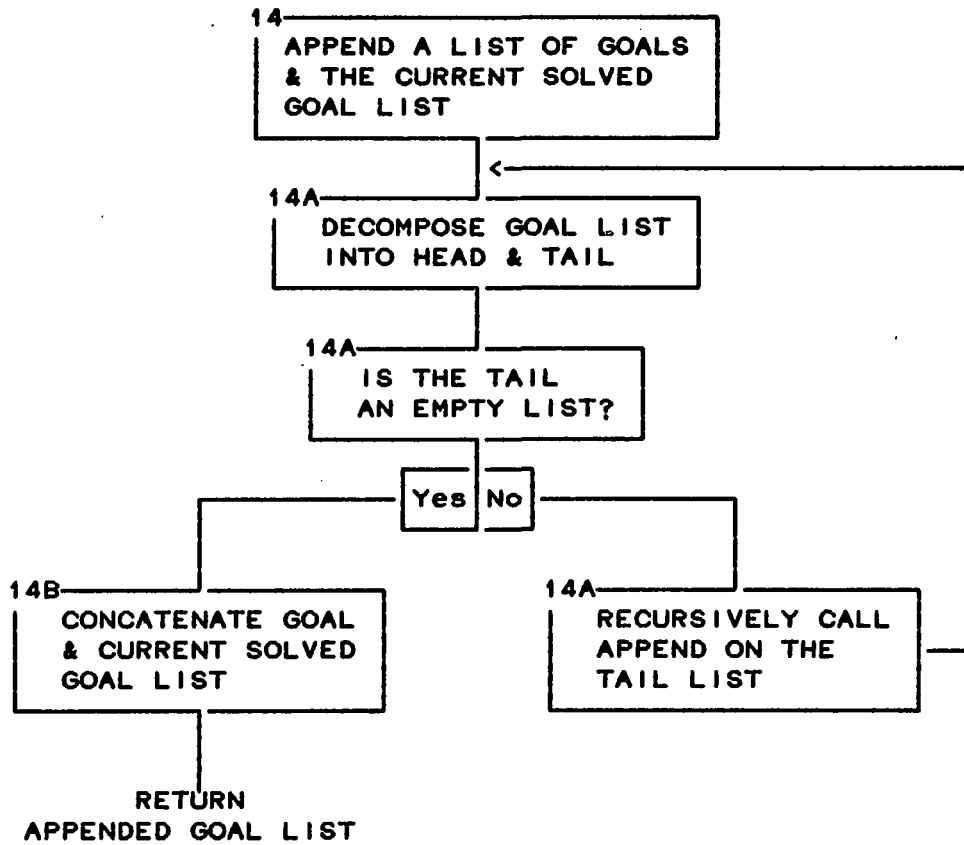 14
APPEND A LIST OF GOALS
& THE CURRENT SOLVED
GOAL LIST
<
14A
DECOMPOSE GOAL LIST
INTO HEAD & TAIL
14A
IS THE TAIL
AN EMPTY LIST?
Yes No
14B
CONCATENATE GOAL
& CURRENT SOLVED
GOAL LIST
14A
RECURSIVELY CALL
APPEND ON THE
TAIL LIST
RETURN
APPENDED GOAL LIST